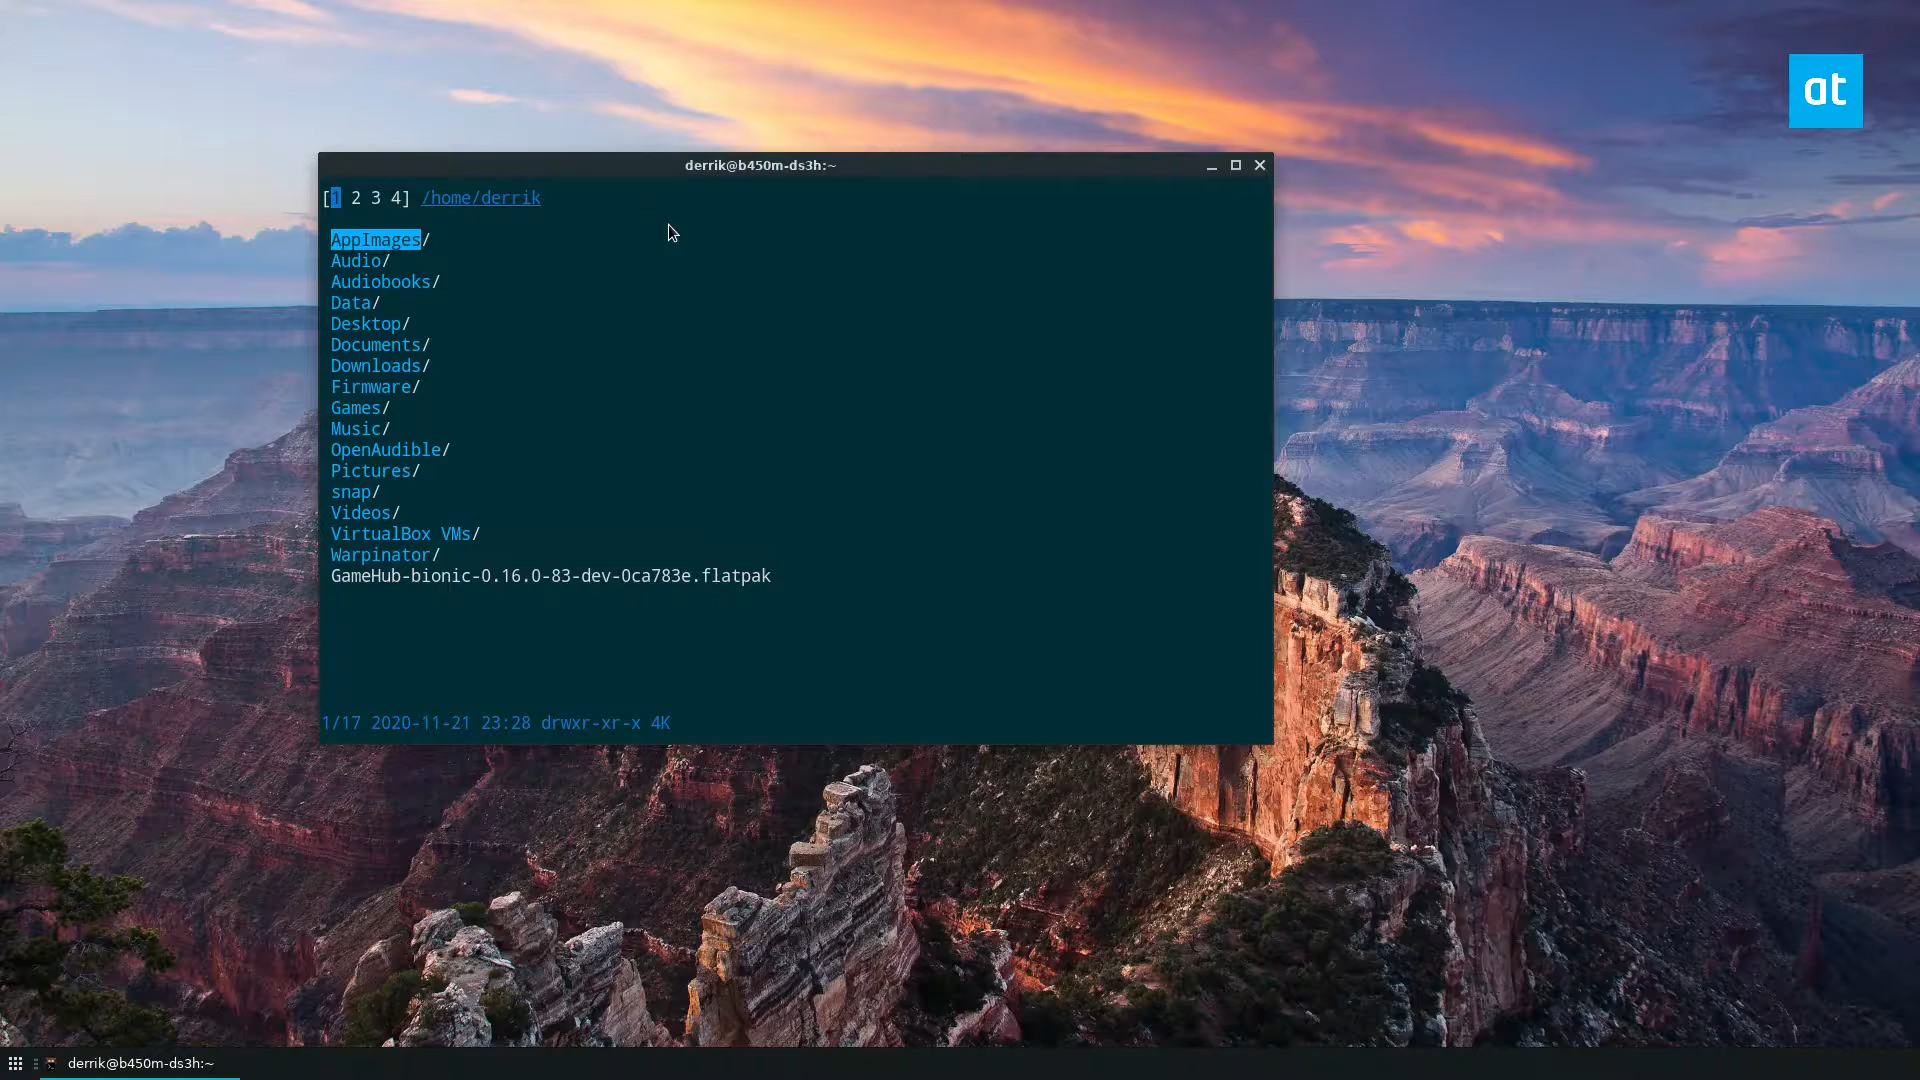 at
derrik@b450m-ds3h:~
[1 2 3 4] /home/derrik
AppImages/
Audio/
Audiobooks/
Data/
Desktop/
Documents/
Downloads/
Firmware/
Games/
Music/
OpenAudible/
Pictures/
snap/
Videos/
VirtualBox VMs/
Warpinator/
GameHub-bionic-0.16.0-83-dev-0ca783e.flatpak
1/17 2020-11-21 23:28 drwxr-xr-x 4K
derrik@b450m-ds3h:~